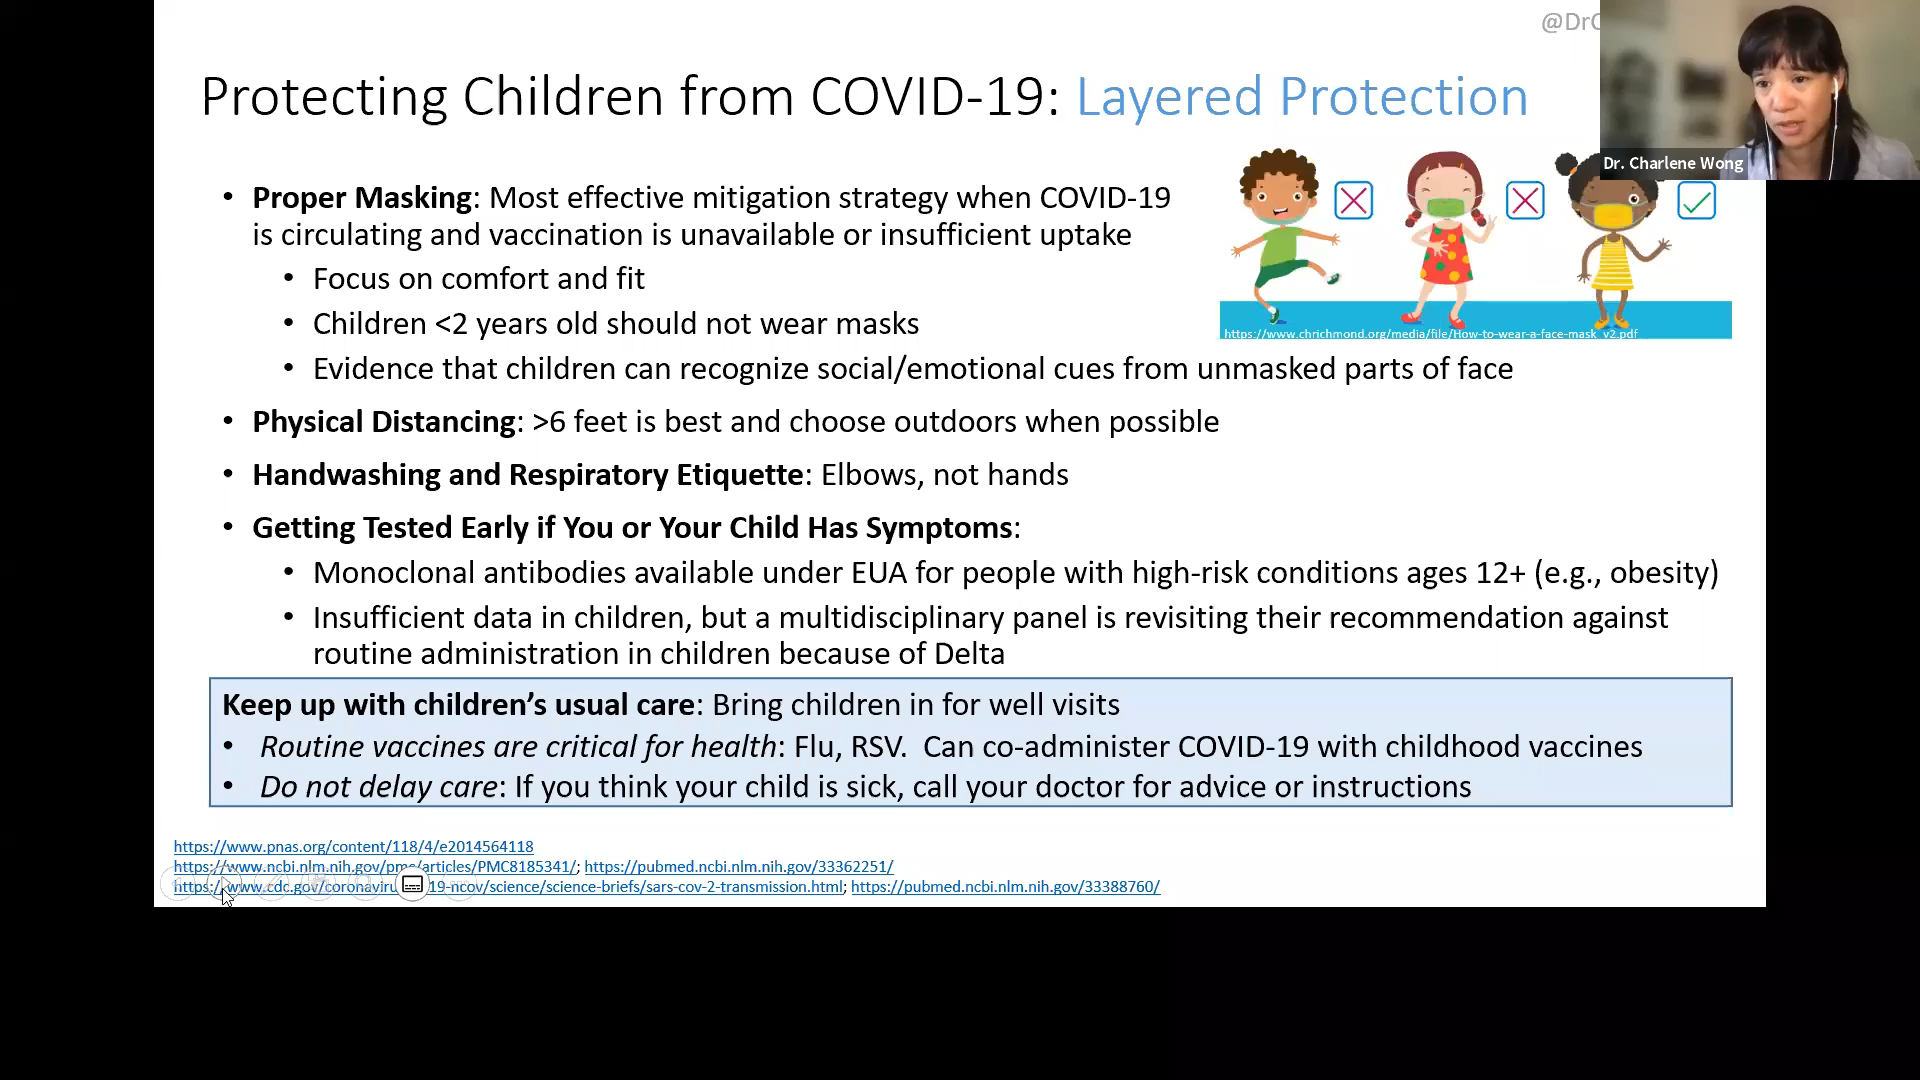 @DrC
Protecting Children from COVID-19: Layered Protection
Dr. Charlene Wong
• Proper Masking: Most effective mitigation strategy when COVID-19
is circulating and vaccination is unavailable or insufficient uptake
• Focus on comfort and fit
• Children <2 years old should not wear masks
https://www.chrichmond.org/media/file/How-to-wear-a-face-mask_v2.pdf
• Evidence that children can recognize social/emotional cues from unmasked parts of face
• Physical Distancing: >6 feet is best and choose outdoors when possible
• Handwashing and Respiratory Etiquette: Elbows, not hands
• Getting Tested Early if You or Your Child Has Symptoms:
• Monoclonal antibodies available under EUA for people with high-risk conditions ages 12+ (e.g., obesity)
• Insufficient data in children, but a multidisciplinary panel is revisiting their recommendation against
routine administration in children because of Delta
Keep up with children's usual care: Bring children in for well visits
• Routine vaccines are critical for health: Flu, RSV.  Can co-administer COVID-19 with childhood vaccines
• Do not delay care: If you think your child is sick, call your doctor for advice or instructions
https://www.pnas.org/content/118/4/e2014564118
https://www.ncbi.nlm.nih.gov/pmc/articles/PMC8185341/; https://pubmed.ncbi.nlm.nih.gov/33362251/
https://www.cdc.gov/coronaviru 19-ncov/science/science-briefs/sars-cov-2-transmission.html; https://pubmed.ncbi.nlm.nih.gov/33388760/